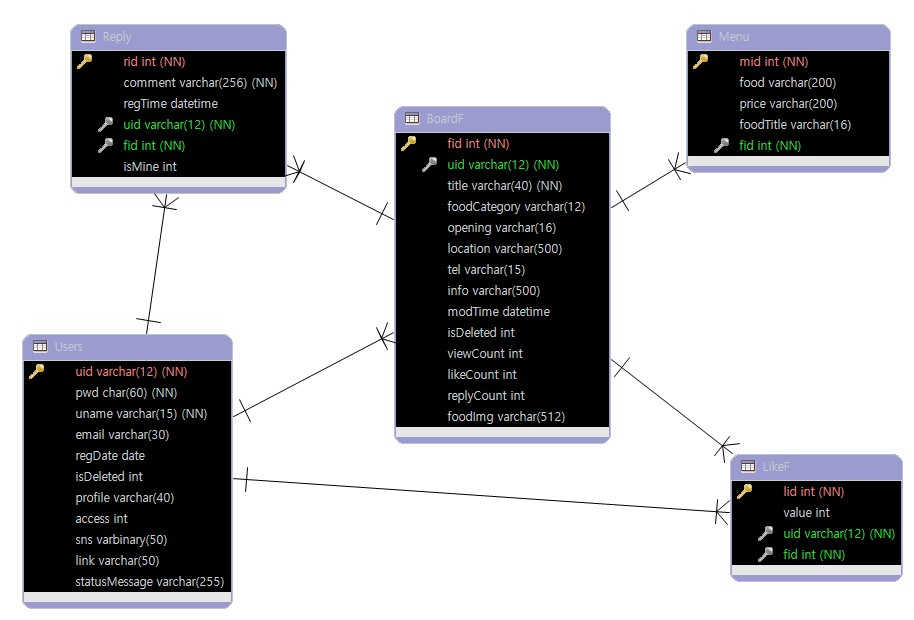 Reply
rid int (NN)
comment varchar(256) (NN)
regTime datetime
uid varchar(12) (NN)
fid int (NN)
isMine int
BoardF
fid int (NN)
uid varchar(12) (NN)
title varchar(40) (NN)
foodCategory varchar(12)
opening varchar(16)
location varchar(500)
tel varchar(15)
info varchar(500)
modTime datetime
isDeleted int
viewCount int
likeCount int
replyCount int
foodImg varchar(512)
Menu
mid int (NN)
food varchar(200)
price varchar(200)
foodTitle varchar(16)
fid int (NN)
Users
uid varchar(12) (NN)
pwd char(60) (NN)
uname varchar(15) (NN)
email varchar(30)
regDate date
isDeleted int
profile varchar(40)
access int
sns varbinary(50)
link varchar(50)
statusMessage varchar(255)
LikeF
lid int (NN)
value int
uid varchar(12) (NN)
fid int (NN)